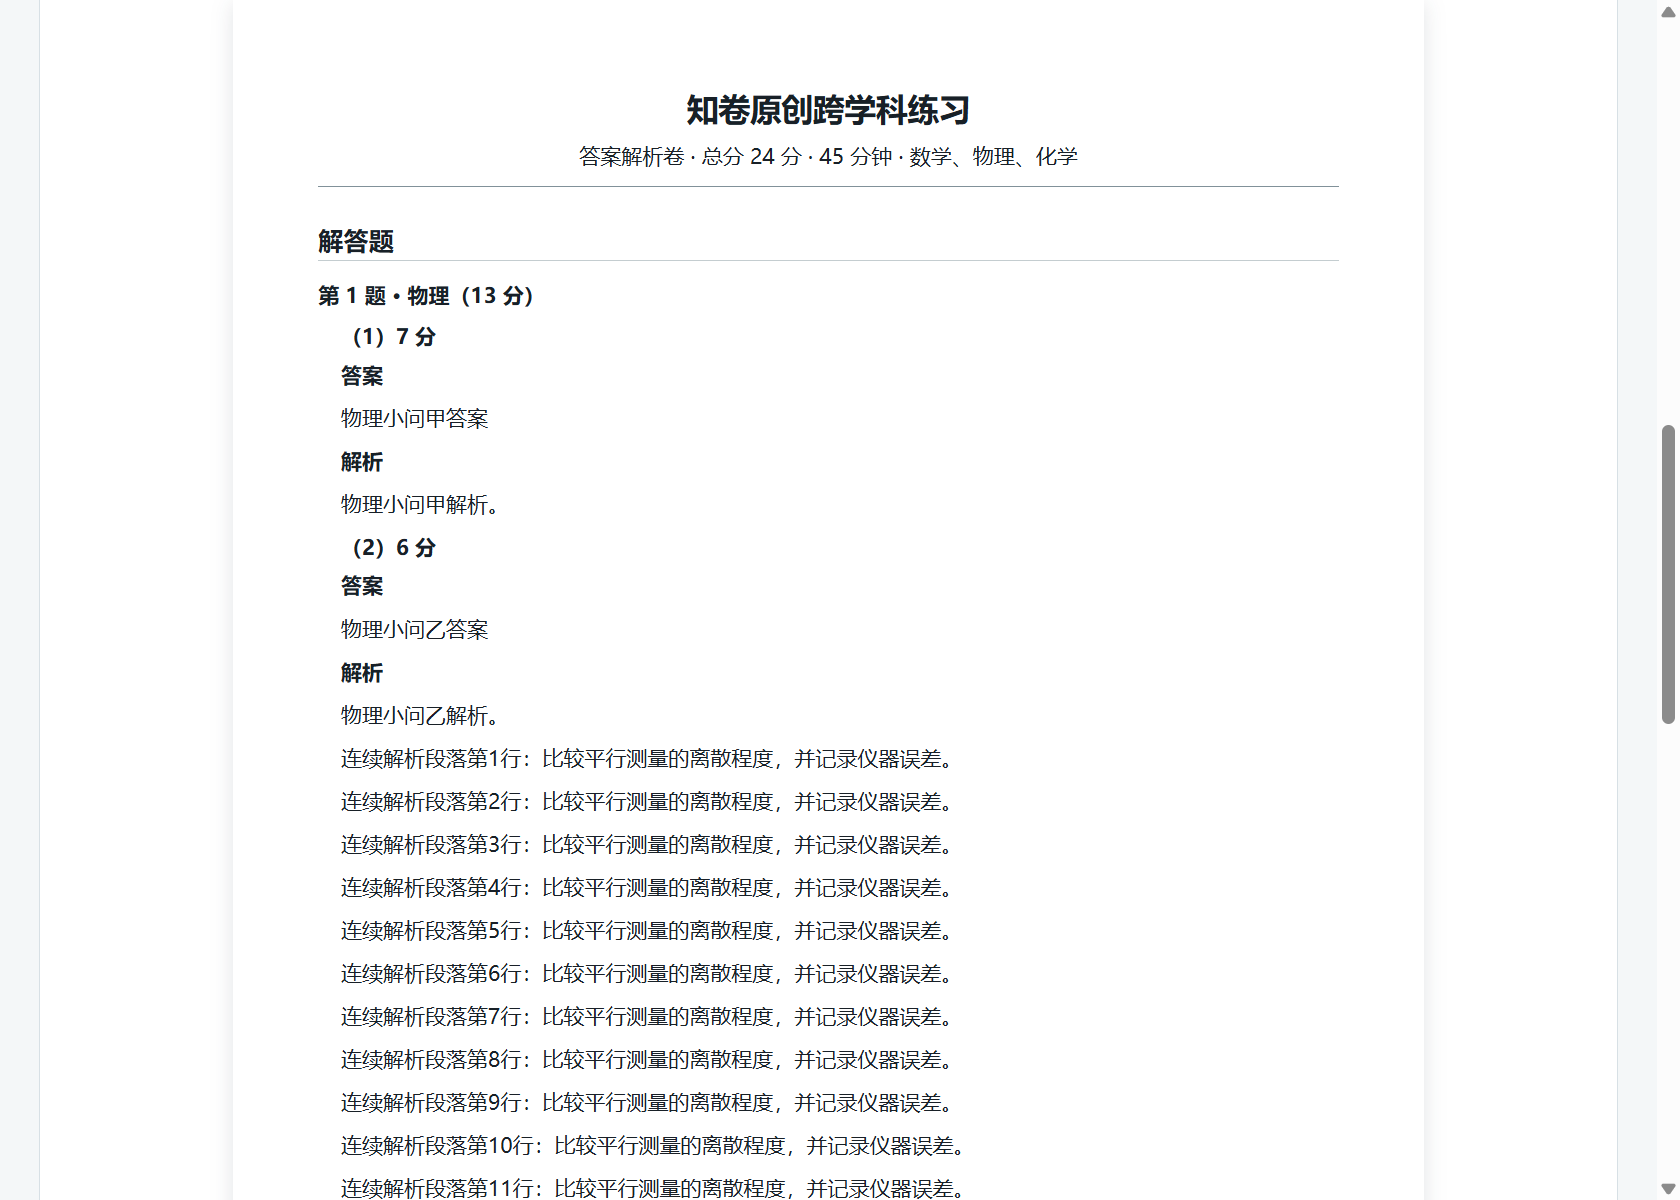 知卷原创跨学科练习
答案解析卷 · 总分 24 分 · 45 分钟 · 数学、物理、化学
解答题
第 1 题 • 物理（13 分）
（1）7 分
答案
物理小问甲答案
解析
物理小问甲解析。
（2）6 分
答案
物理小问乙答案
解析
物理小问乙解析。
连续解析段落第1行：比较平行测量的离散程度，并记录仪器误差。
连续解析段落第2行：比较平行测量的离散程度，并记录仪器误差。
连续解析段落第3行：比较平行测量的离散程度，并记录仪器误差。
连续解析段落第4行：比较平行测量的离散程度，并记录仪器误差。
连续解析段落第5行：比较平行测量的离散程度，并记录仪器误差。
连续解析段落第6行：比较平行测量的离散程度，并记录仪器误差。
连续解析段落第7行：比较平行测量的离散程度，并记录仪器误差。
连续解析段落第8行：比较平行测量的离散程度，并记录仪器误差。
连续解析段落第9行：比较平行测量的离散程度，并记录仪器误差。
连续解析段落第10行：比较平行测量的离散程度，并记录仪器误差。
连续解析段落第11行：比较平行测量的离散程度，并记录仪器误差。